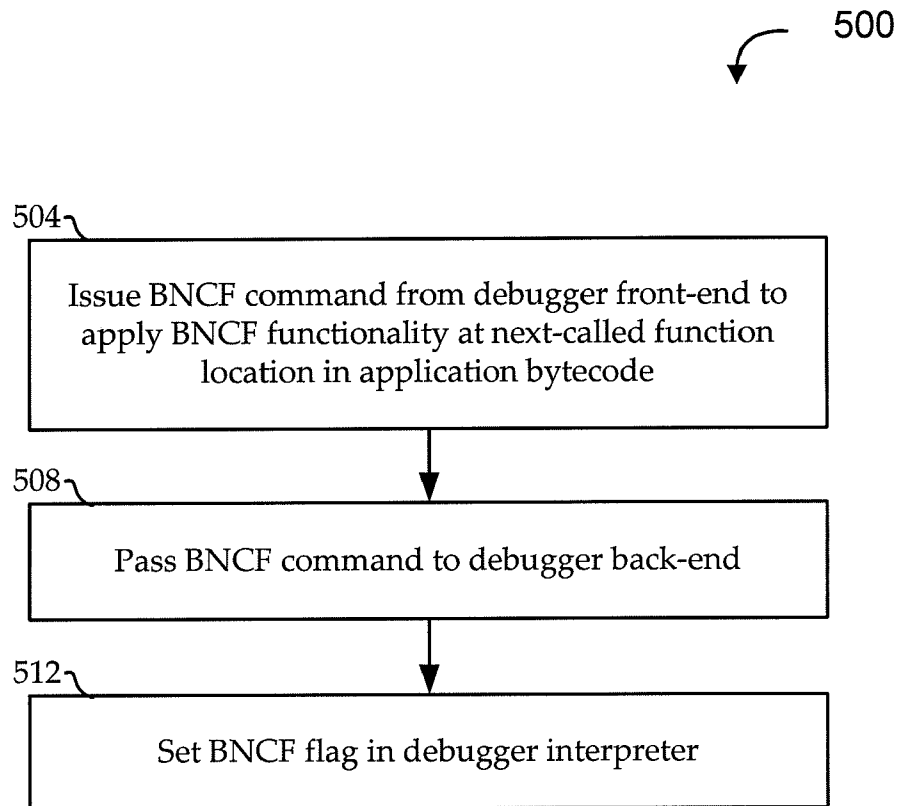 500
504
Issue BNCF command from debugger front-end to
apply BNCF functionality at next-called function
location in application bytecode
508
Pass BNCF command to debugger back-end
512
Set BNCF flag in debugger interpreter